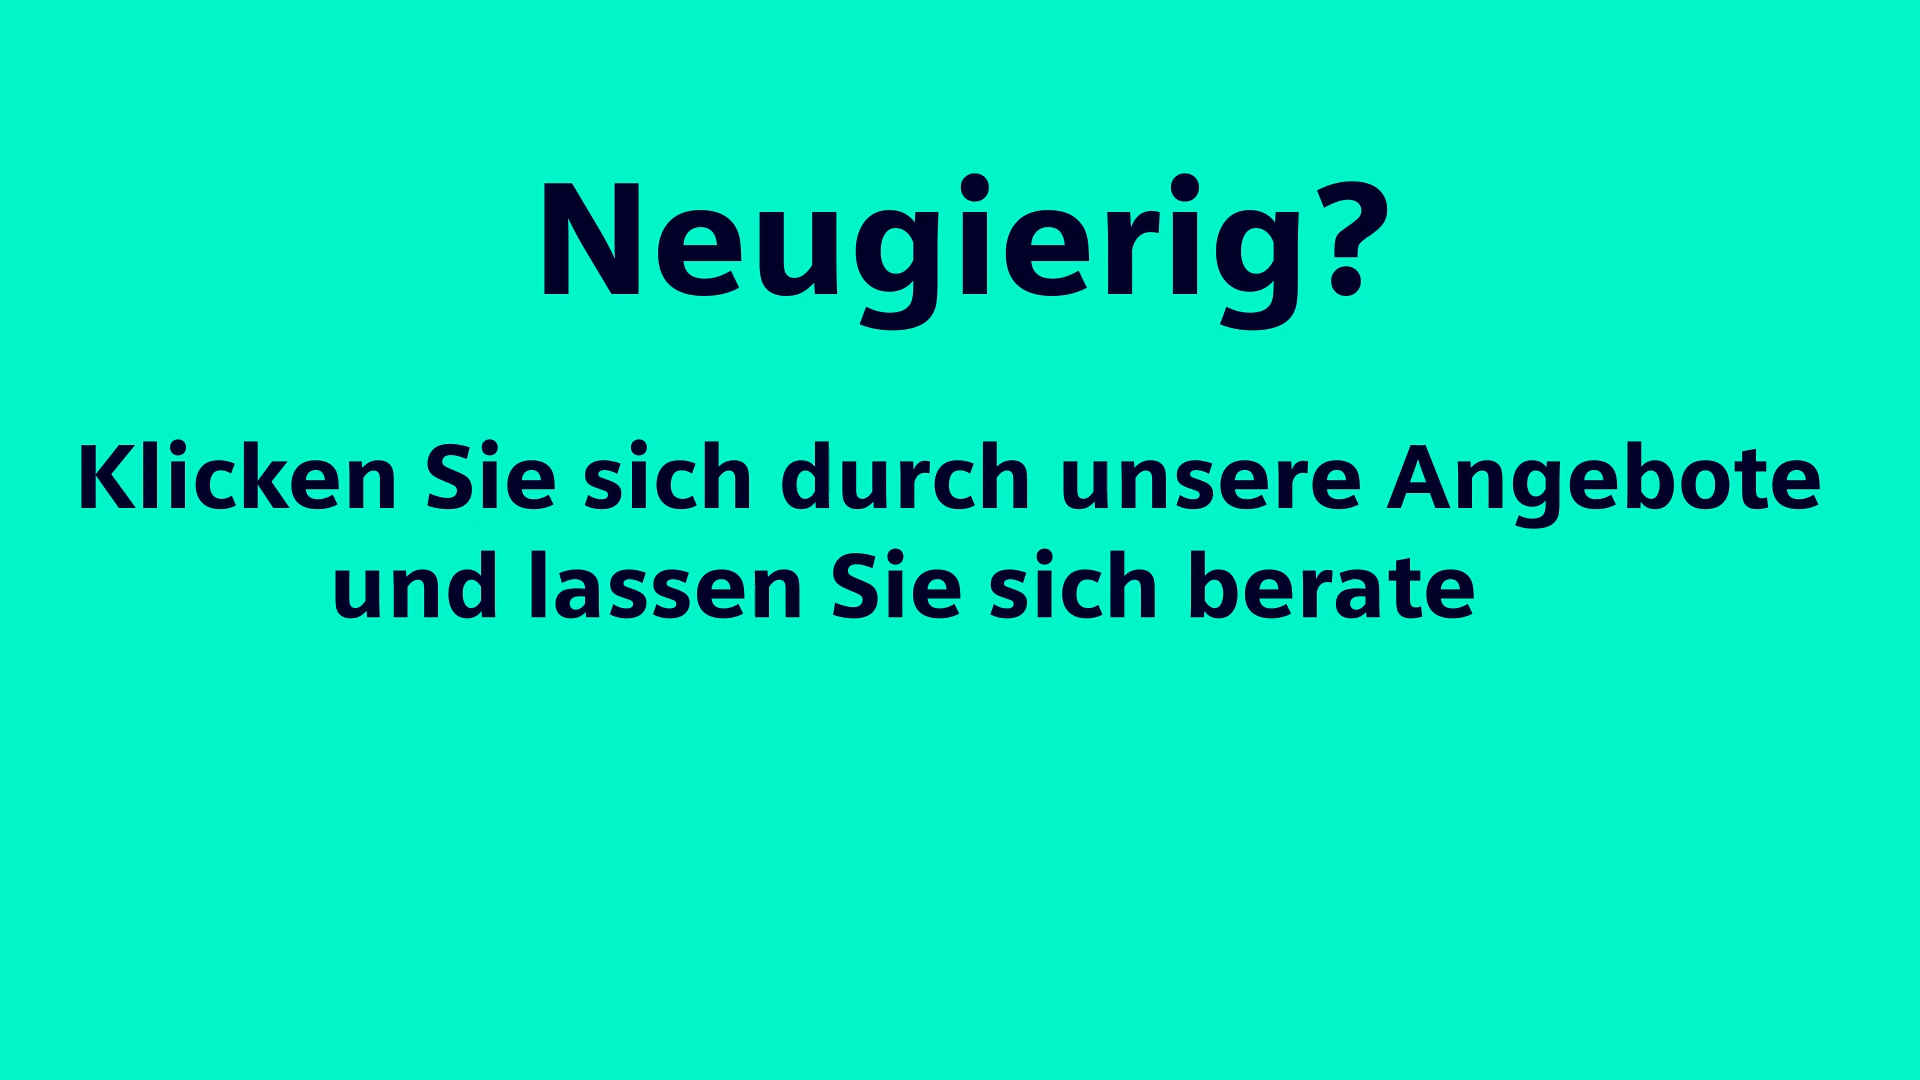 Neugierig?
Klicken Sie sich durch unsere Angebote
und lassen Sie sich berate